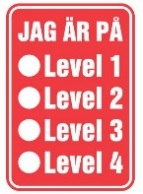 JAG ÄR PÅ
Level 1
Level 2
Level 3
Level 4